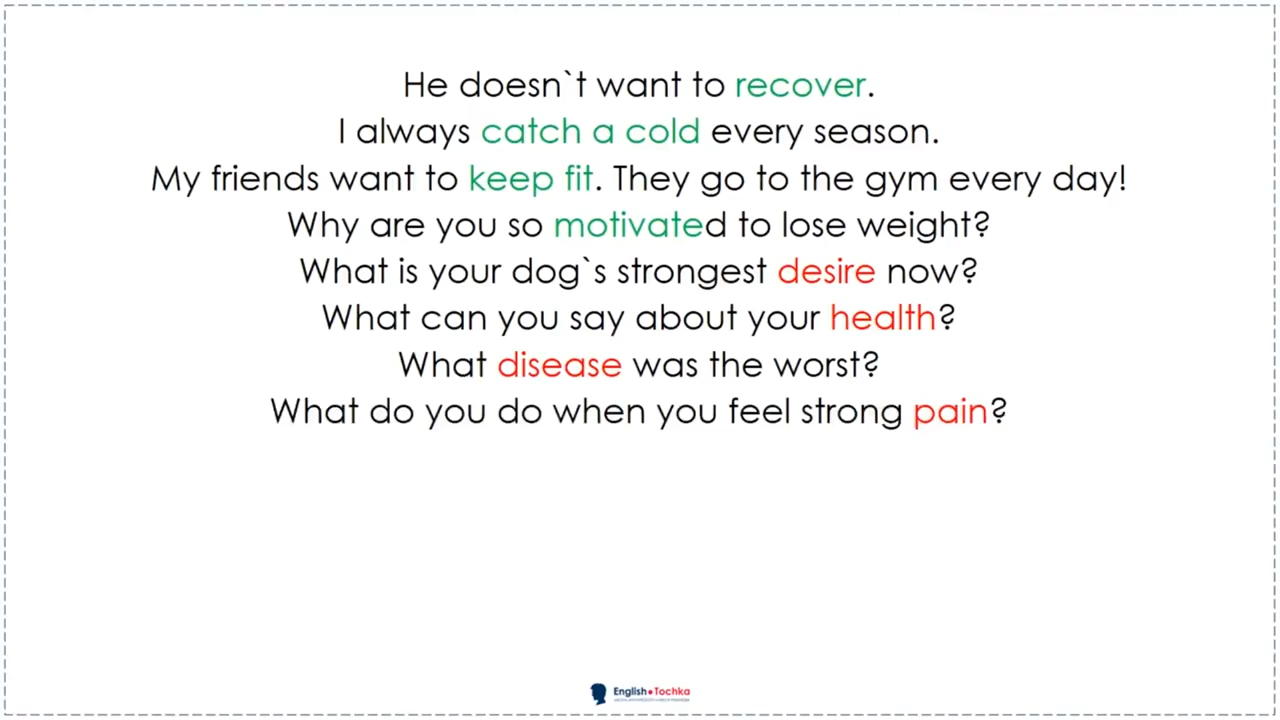 He doesn`t want to recover.
I always catch a cold every season.
My friends want to keep fit. They go to the gym every day!
Why are you so motivated to lose weight?
What is your dog`s strongest desire now?
What can you say about your health?
What disease was the worst?
What do you do when you feel strong pain?
English•Tochka